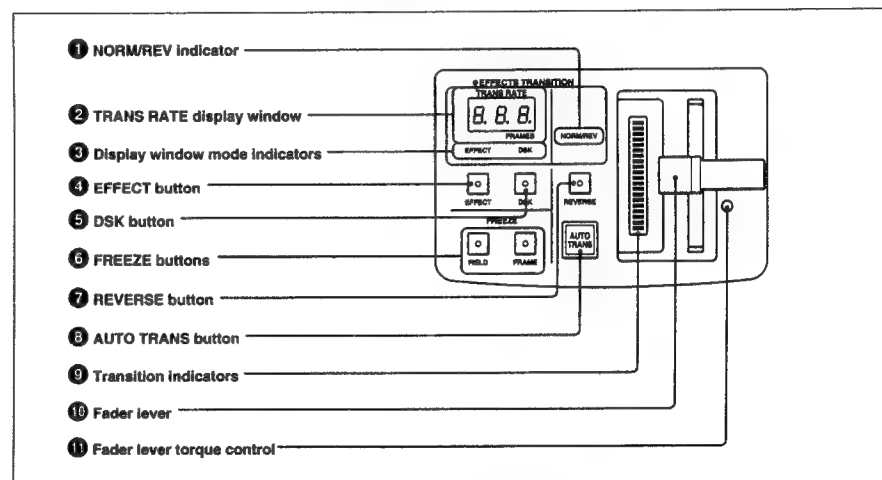 1 NORM/REV indicator
2 TRANS RATE display window
3 Display window mode indicators
4 EFFECT button
5 DSK button
6 FREEZE buttons
7 REVERSE button
8 AUTO TRANS button
9 Transition indicators
10 Fader lever
11 Fader lever torque control
EFFECTS TRANSITION
TRANS RATE
8. 8. 8.
FRAMES
NORM/REV
EFFECT DSK
EFFECT DSK REVERSE
FREEZE
AUTO
TRANS
FIELD FRAME